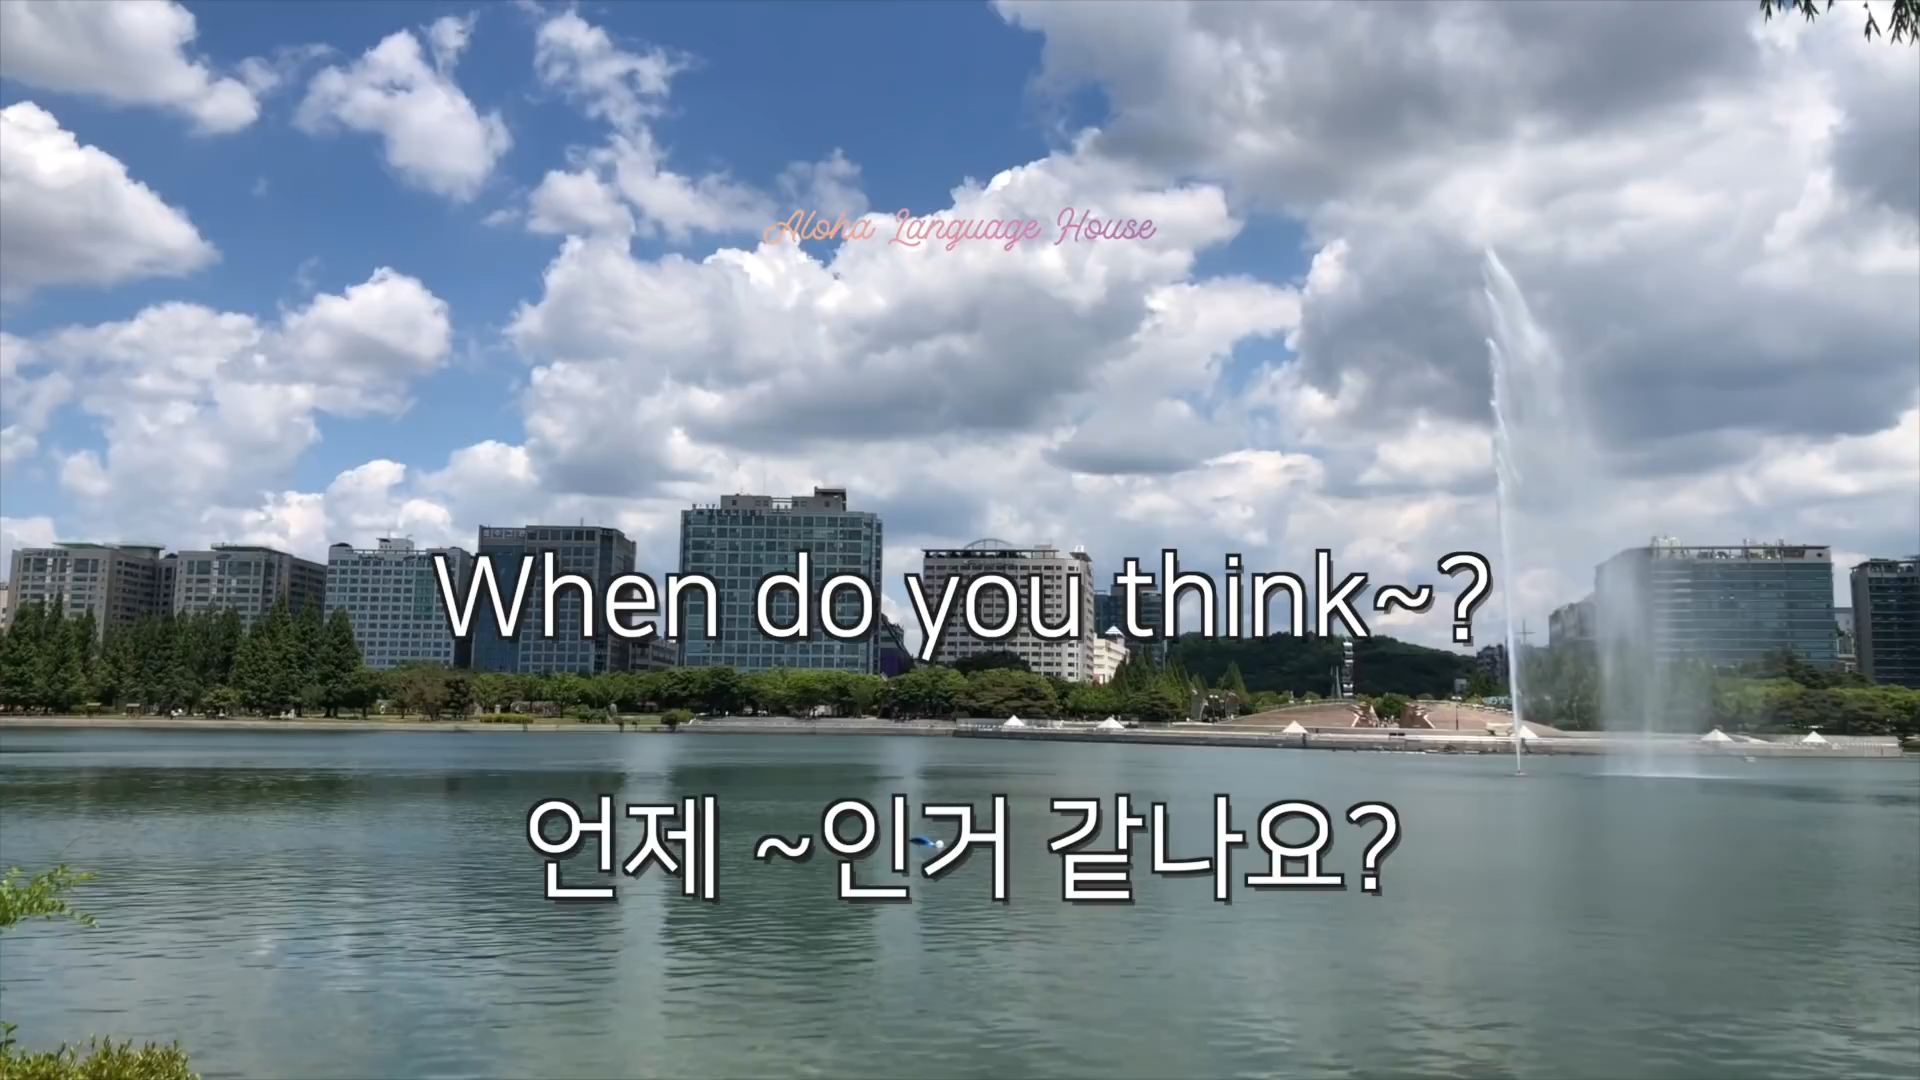 Aloha Language House
When do you think~?
언제 ~인거 같나요?